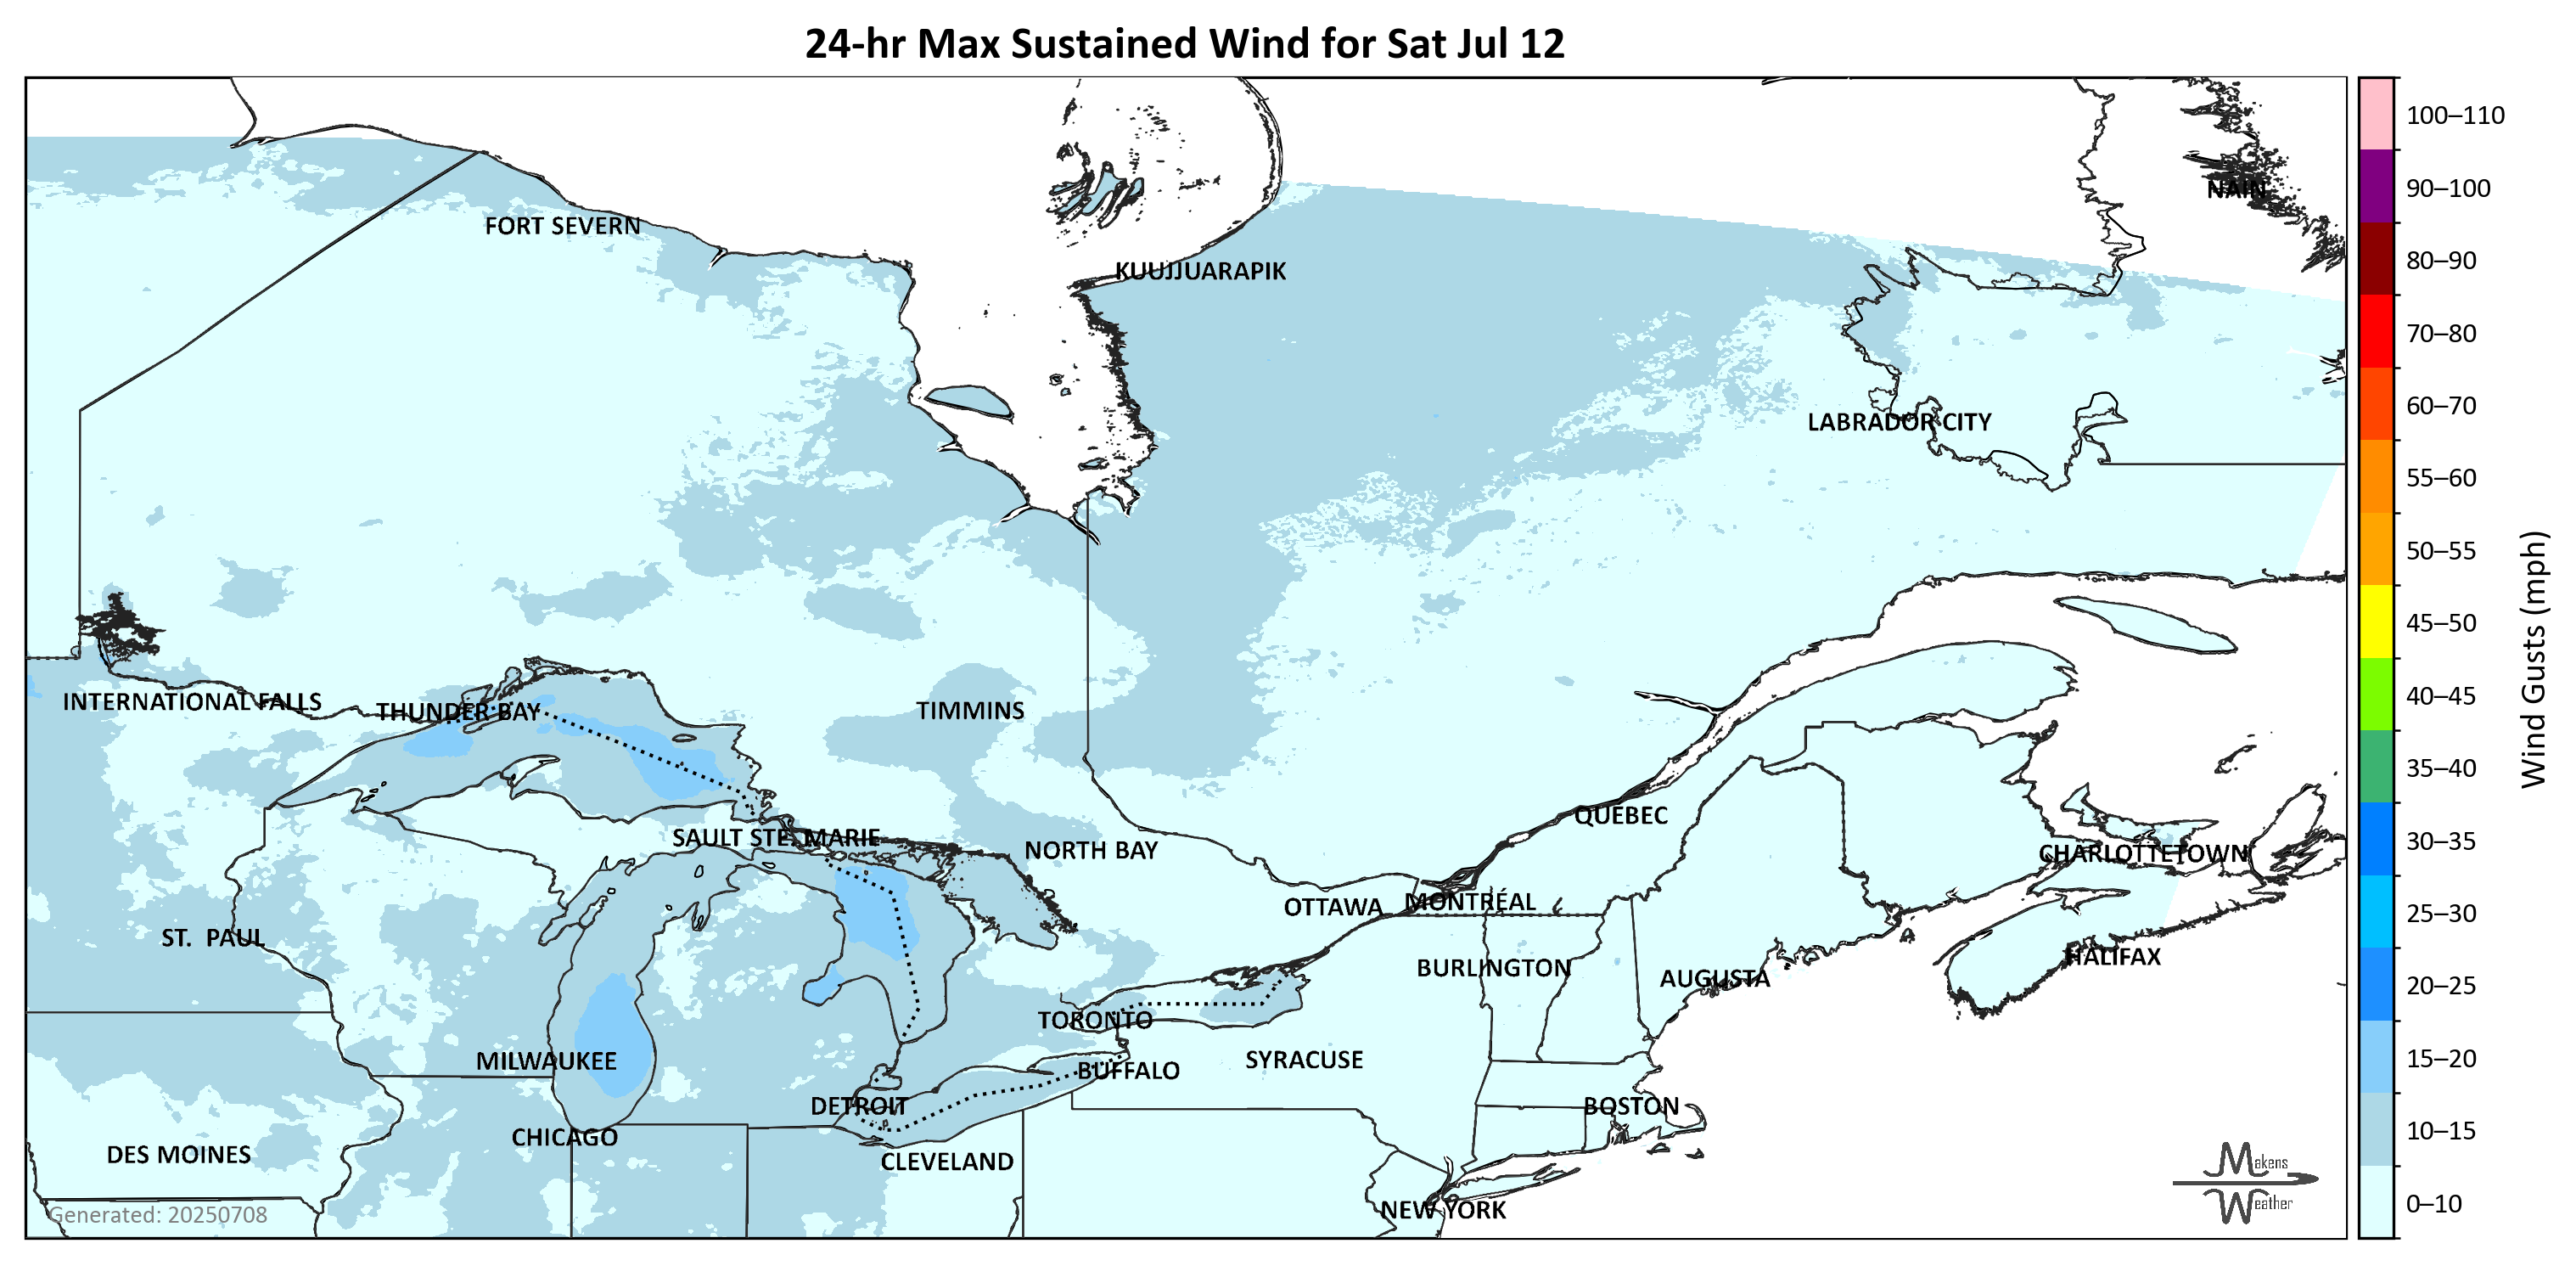 24-hr Max Sustained Wind for Sat Jul 12
100–110
90–100
NAIN
FORT SEVERN
80–90
KUUJJUARAPIK
70–80
60–70
LABRADOR CITY
55–60
50–55
45–50
Wind Gusts (mph)
40–45
INTERNATIONAL FALLS
THUNDER BAY
TIMMINS
35–40
QUEBEC
SAULT STE. MARIE
30–35
NORTH BAY
CHARLOTTETOWN
OTTAWA
MONTRÉAL
25–30
ST. PAUL
HALIFAX
BURLINGTON
AUGUSTA
20–25
TORONTO
MILWAUKEE
SYRACUSE
15–20
BUFFALO
DETROIT
BOSTON
CHICAGO
10–15
DES MOINES
CLEVELAND
Makens
Weather
0–10
Generated: 20250708
NEW YORK